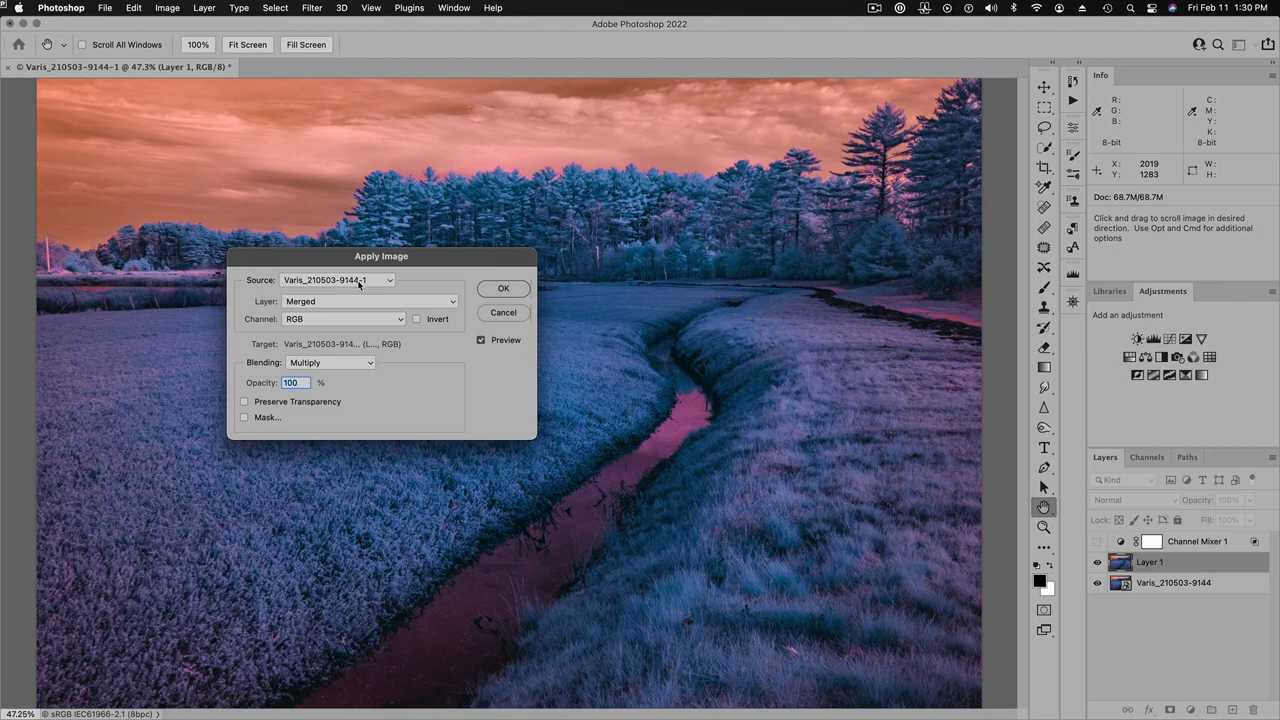 Photoshop File Edit Image Layer Type Select Filter 3D View Plugins Window Help Fri Feb 11 1:30 PM
Adobe Photoshop 2022
Scroll All Windows 100% Fit Screen Fill Screen
× © Varis_210503-9144-1 @ 47.3% (Layer 1, RGB/8) *
Apply Image
Source: Varis_210503-9144-1
Layer: Merged
Channel: RGB Invert
Target: Varis_210503-914... (L..., RGB)
Blending: Multiply
Opacity: 100 %
Preserve Transparency
Mask...
OK
Cancel
Preview
Info
R: C:
G: M:
B: Y:
K:
8-bit 8-bit
X: 2019 W:
Y: 1283 H:
Doc: 68.7M/68.7M
Click and drag to scroll image in desired
direction. Use Opt and Cmd for additional
options
Libraries Adjustments
Add an adjustment
Layers Channels Paths
Kind
Normal Opacity: 100%
Lock: Fill: 100%
Channel Mixer 1
Layer 1
Varis_210503-9144
47.25% © sRGB IEC61966-2.1 (8bpc)